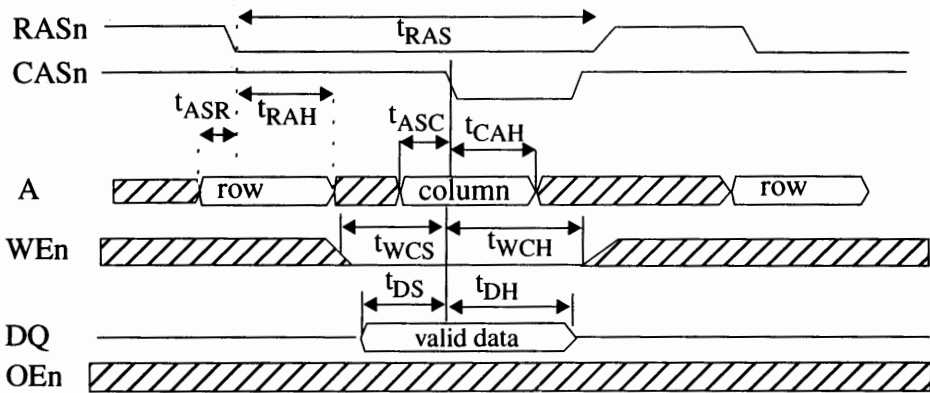 RASn
tRAS
CASn
tASR
tRAH
tASC
tCAH
A
row
column
row
WEn
tWCS
tWCH
tDS
tDH
DQ
valid data
OEn